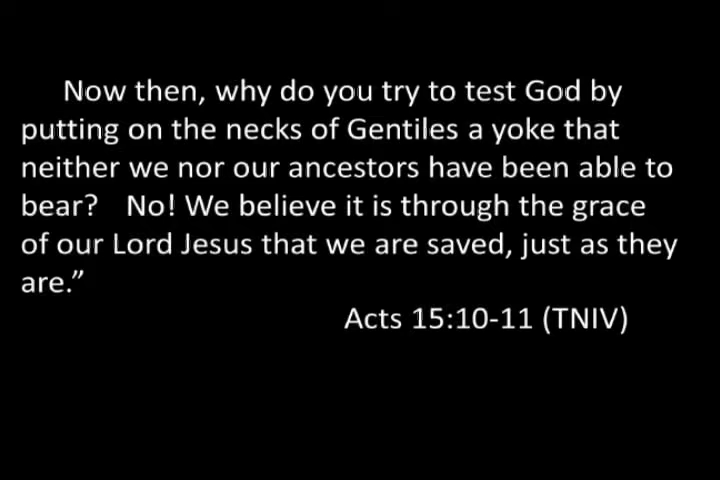 Now then, why do you try to test God by
putting on the necks of Gentiles a yoke that
neither we nor our ancestors have been able to
bear? No! We believe it is through the grace
of our Lord Jesus that we are saved, just as they
are.”
Acts 15:10-11 (TNIV)